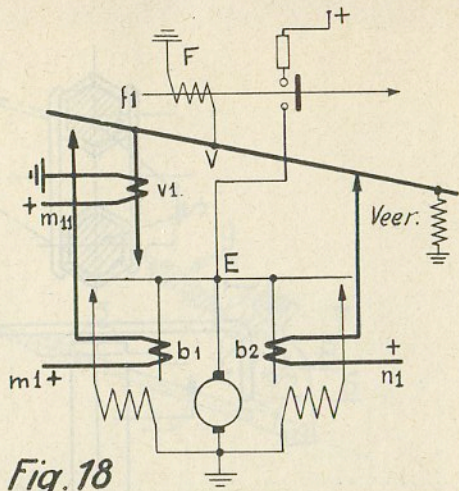 +
F
f1
V
v1.
+ m11
Veer.
E
b1
b2
+
m1+
n1
Fig. 18